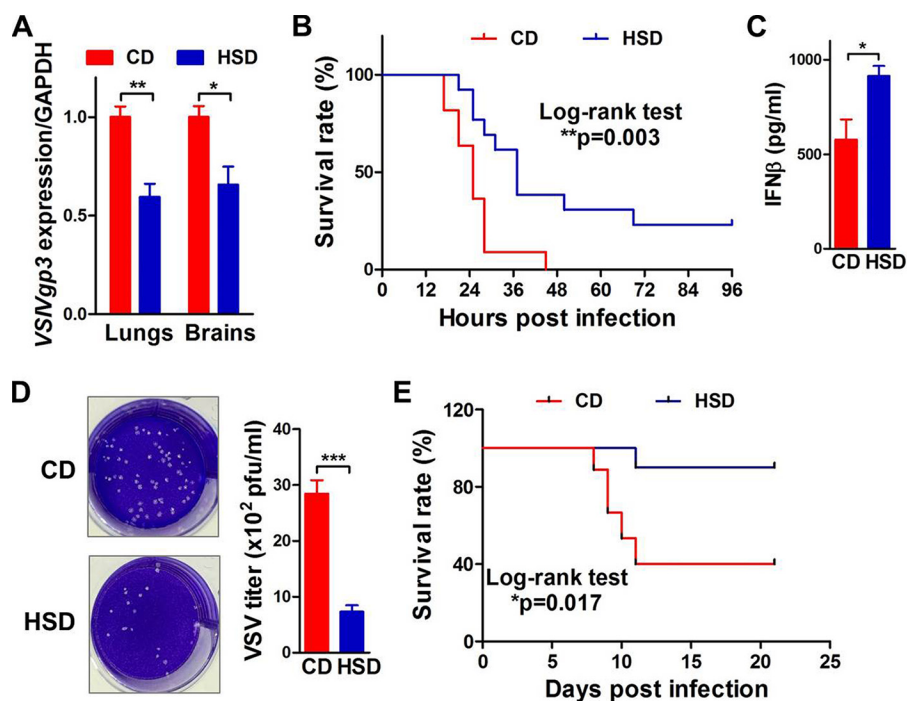 A
CD HSD
VSIVgp3 expression/GAPDH
** *
1.0
0.5
0.0
Lungs Brains
B
CD HSD
Survival rate (%)
100
50
0
Log-rank test
**p=0.003
0 12 24 36 48 60 72 84 96
Hours post infection
C
*
IFNβ (pg/ml)
1000
500
0
CD HSD
D
CD
HSD
VSV titer (x10² pfu/ml)
***
40
30
20
10
0
CD HSD
E
CD HSD
Survival rate (%)
120
80
40
0
Log-rank test
*p=0.017
0 5 10 15 20 25
Days post infection